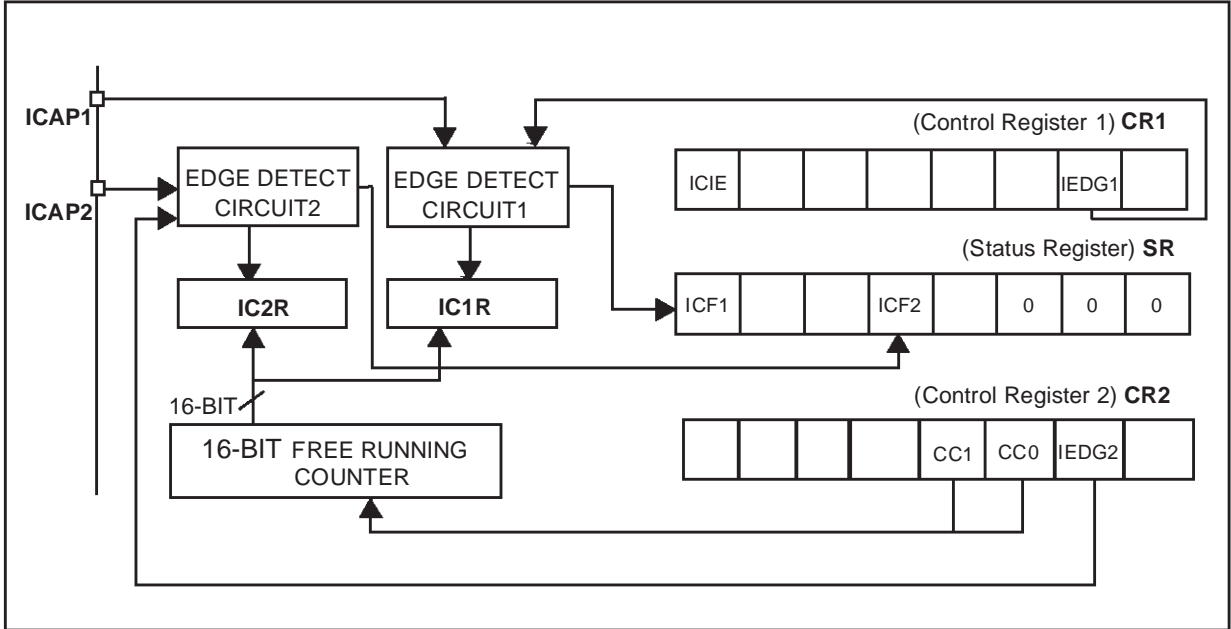 ICAP1
ICAP2
EDGE DETECT
CIRCUIT2
EDGE DETECT
CIRCUIT1
IC2R
IC1R
16-BIT
16-BIT FREE RUNNING
COUNTER
(Control Register 1) CR1
ICIE IEDG1
(Status Register) SR
ICF1 ICF2 0 0 0
(Control Register 2) CR2
CC1 CC0 IEDG2